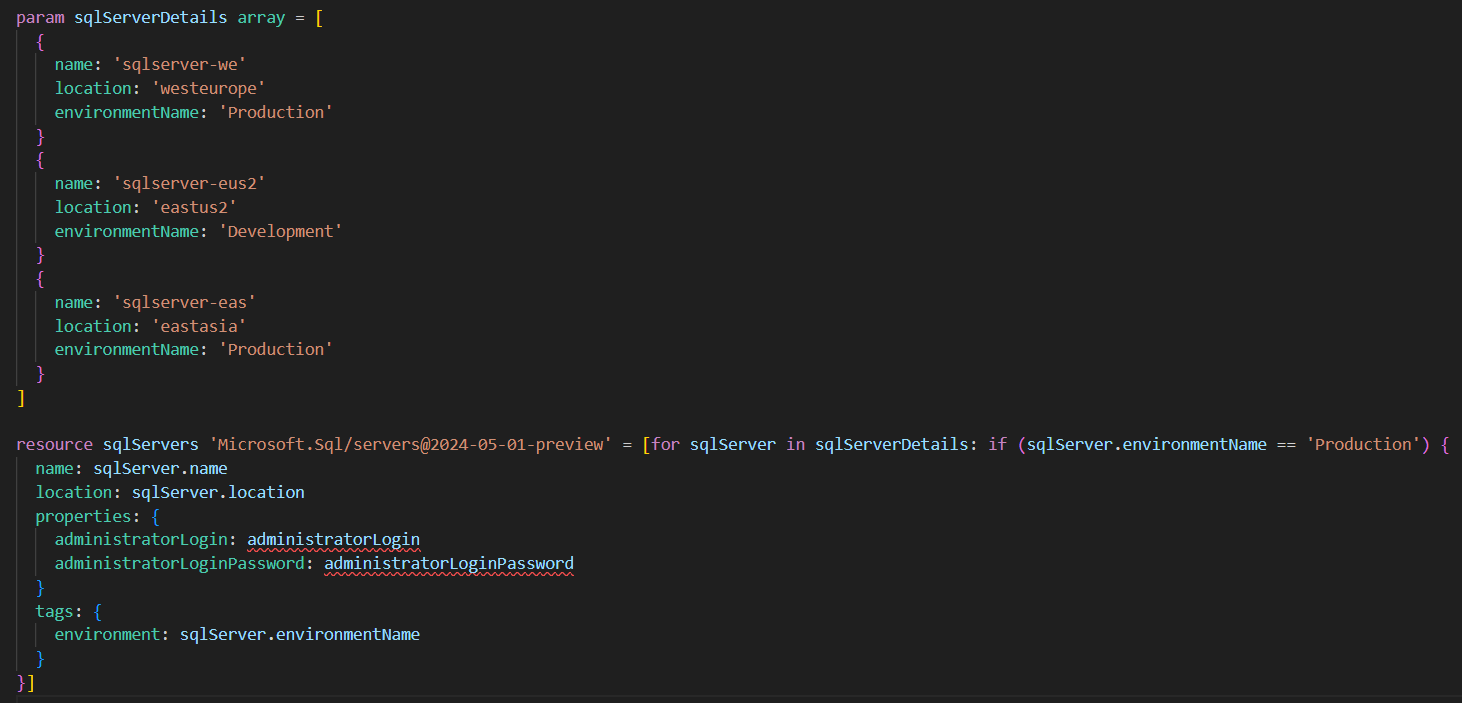 param sqlServerDetails array = [
  {
    name: 'sqlserver-we'
    location: 'westeurope'
    environmentName: 'Production'
  }
  {
    name: 'sqlserver-eus2'
    location: 'eastus2'
    environmentName: 'Development'
  }
  {
    name: 'sqlserver-eas'
    location: 'eastasia'
    environmentName: 'Production'
  }
]

resource sqlServers 'Microsoft.Sql/servers@2024-05-01-preview' = [for sqlServer in sqlServerDetails: if (sqlServer.environmentName == 'Production') {
  name: sqlServer.name
  location: sqlServer.location
  properties: {
    administratorLogin: administratorLogin
    administratorLoginPassword: administratorLoginPassword
  }
  tags: {
    environment: sqlServer.environmentName
  }
}]